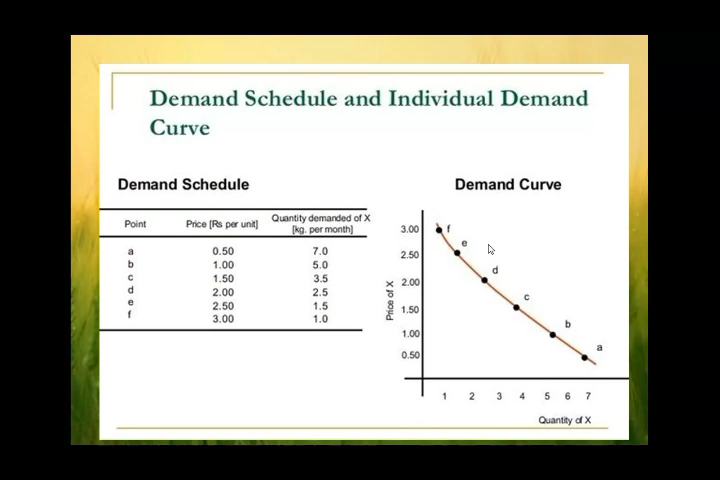 Demand Schedule and Individual Demand
Curve
Demand Schedule
Point Price [Rs per unit] Quantity demanded of X
[kg. per month]
a 0.50 7.0
b 1.00 5.0
c 1.50 3.5
d 2.00 2.5
e 2.50 1.5
f 3.00 1.0
Demand Curve
Price of X
3.00
2.50
2.00
1.50
1.00
0.50
f
e
d
c
b
a
1 2 3 4 5 6 7
Quantity of X